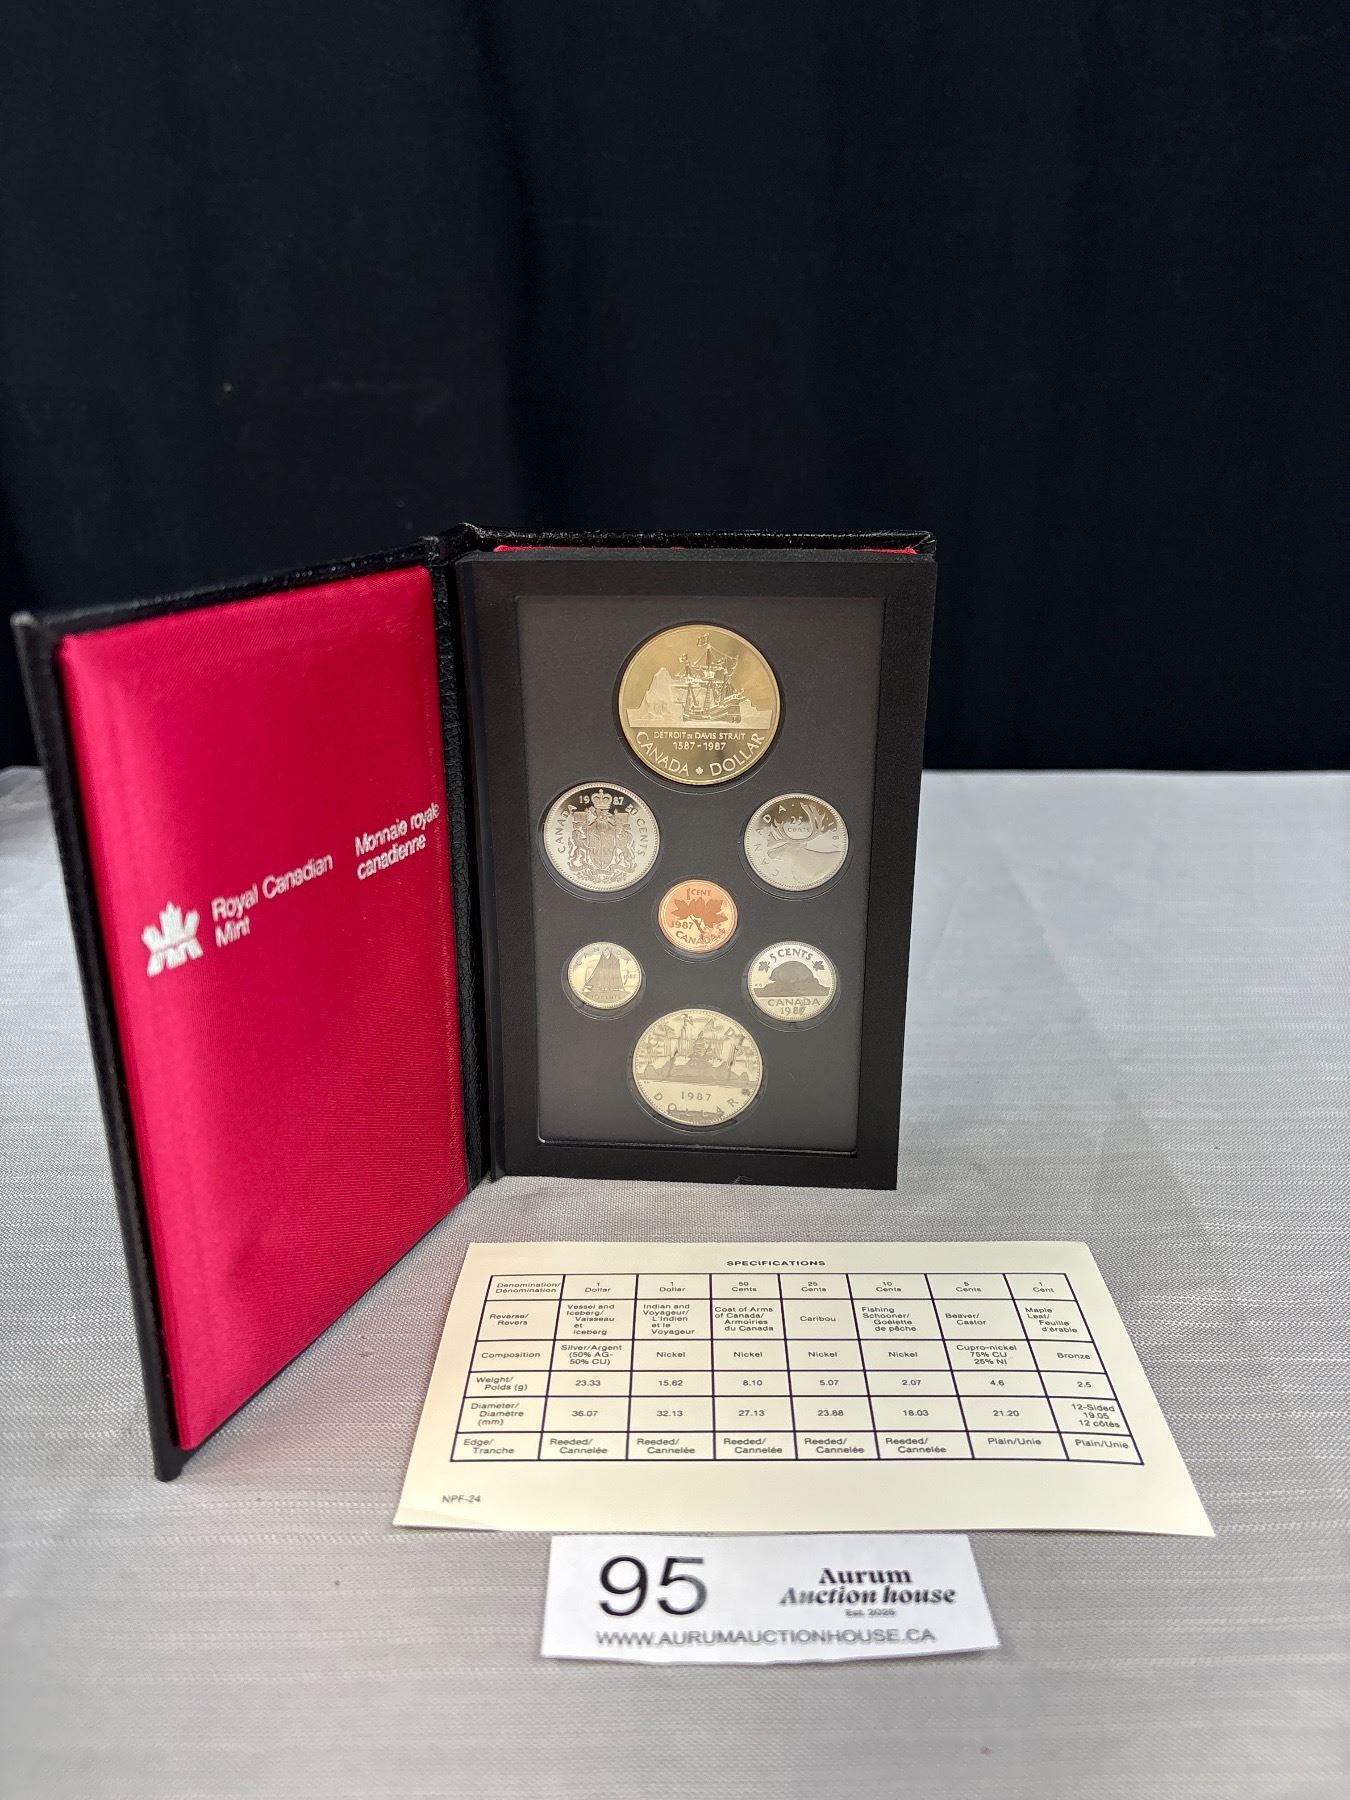 Royal Canadian
Mint
Monnaie royale
canadienne
DÉTROIT DE DAVIS STRAIT
1587-1987
CANADA DOLLAR
CANADA 1987 50 CENTS
CANADA 1987
25
CENTS
1 CENT
1987
CANADA
5 CENTS
CANADA
1987
1987
DOLLAR
SPECIFICATIONS
Denomination/ 1 1 50 25 10 5 1
Dénomination Dollar Dollar Cents Cents Cents Cents Cent
Reverse/
Revers
Vessel and
Iceberg/
Vaisseau
et
Iceberg
Indian and
Voyageur/
L'Indien
et le
Voyageur
Coat of Arms
of Canada/
Armoiries
du Canada
Caribou
Fishing
Schooner/
Goélette
de pêche
Beaver/
Castor
Maple
Leaf/
Feuille
d'érable
Composition
Silver/Argent
(50% AG-
50% CU)
Nickel
Nickel
Nickel
Nickel
Cupro-nickel
75% CU
25% NI
Bronze
Weight/
Poids (g)
23.33 15.62 8.10 5.07 2.07 4.6 2.5
Diameter/
Diamètre
(mm)
36.07 32.13 27.13 23.88 18.03 21.20
12-Sided
19.05
12 côtés
Edge/
Tranche
Reeded/
Cannelée
Reeded/
Cannelée
Reeded/
Cannelée
Reeded/
Cannelée
Reeded/
Cannelée
Plain/Unie
Plain/Unie
NPF-24
95
Aurum
Auction house
Est. 2025
WWW.AURUMAUCTIONHOUSE.CA